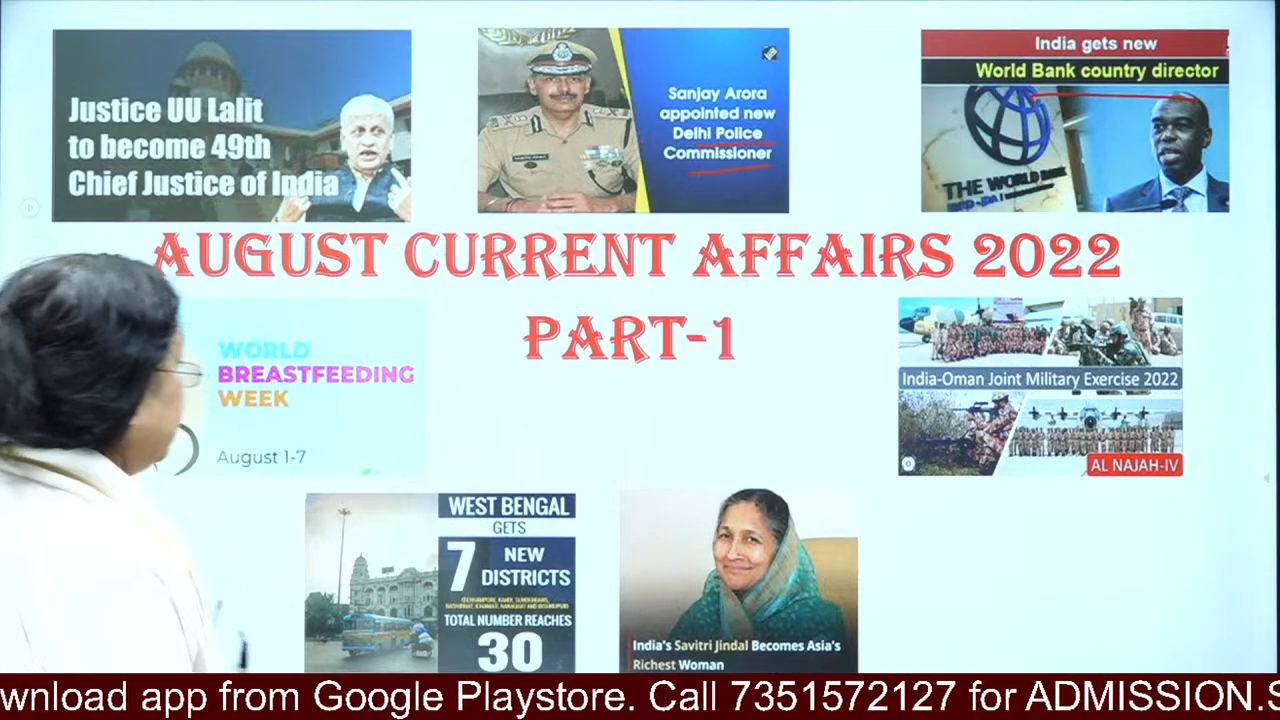 Justice UU Lalit
to become 49th
Chief Justice of India
Sanjay Arora
appointed new
Delhi Police
Commissioner
India gets new
World Bank country director
THE WORLD BANK
AUGUST CURRENT AFFAIRS 2022
PART-1
WORLD
BREASTFEEDING
WEEK
August 1-7
India-Oman Joint Military Exercise 2022
AL NAJAH-IV
WEST BENGAL
GETS
7 NEW
DISTRICTS
TOTAL NUMBER REACHES
30
India's Savitri Jindal Becomes Asia's
Richest Woman
wnload app from Google Playstore. Call 7351572127 for ADMISSION.S